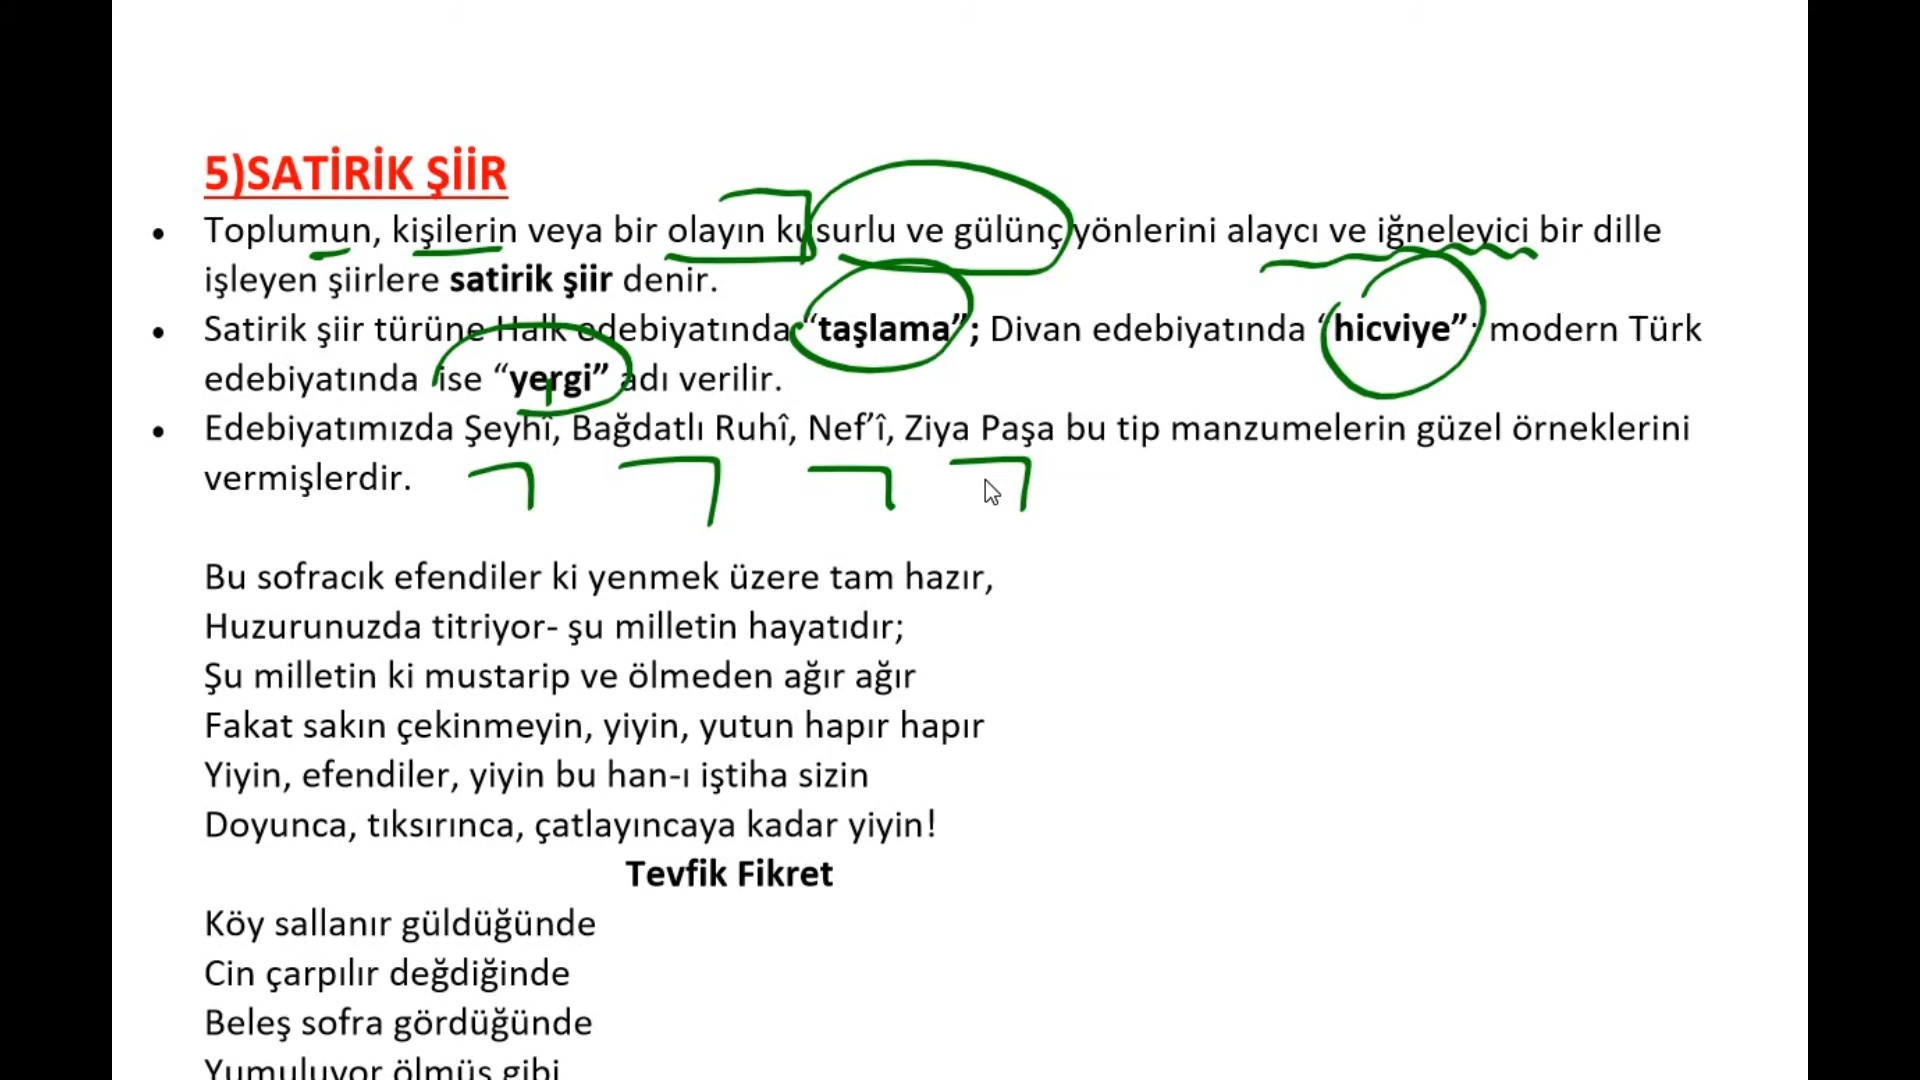 5)SATİRİK ŞİİR
• Toplumun, kişilerin veya bir olayın kusurlu ve gülünç yönlerini alaycı ve iğneleyici bir dille
işleyen şiirlere satirik şiir denir.
• Satirik şiir türüne Halk edebiyatında “taşlama”; Divan edebiyatında “hicviye”; modern Türk
edebiyatında ise “yergi” adı verilir.
• Edebiyatımızda Şeyhî, Bağdatlı Ruhî, Nef’î, Ziya Paşa bu tip manzumelerin güzel örneklerini
vermişlerdir.
Bu sofracık efendiler ki yenmek üzere tam hazır,
Huzurunuzda titriyor- şu milletin hayatıdır;
Şu milletin ki mustarip ve ölmeden ağır ağır
Fakat sakın çekinmeyin, yiyin, yutun hapır hapır
Yiyin, efendiler, yiyin bu han-ı iştiha sizin
Doyunca, tıksırınca, çatlayıncaya kadar yiyin!
Tevfik Fikret
Köy sallanır güldüğünde
Cin çarpılır değdiğinde
Beleş sofra gördüğünde
Yumuluyor ölmüş gibi